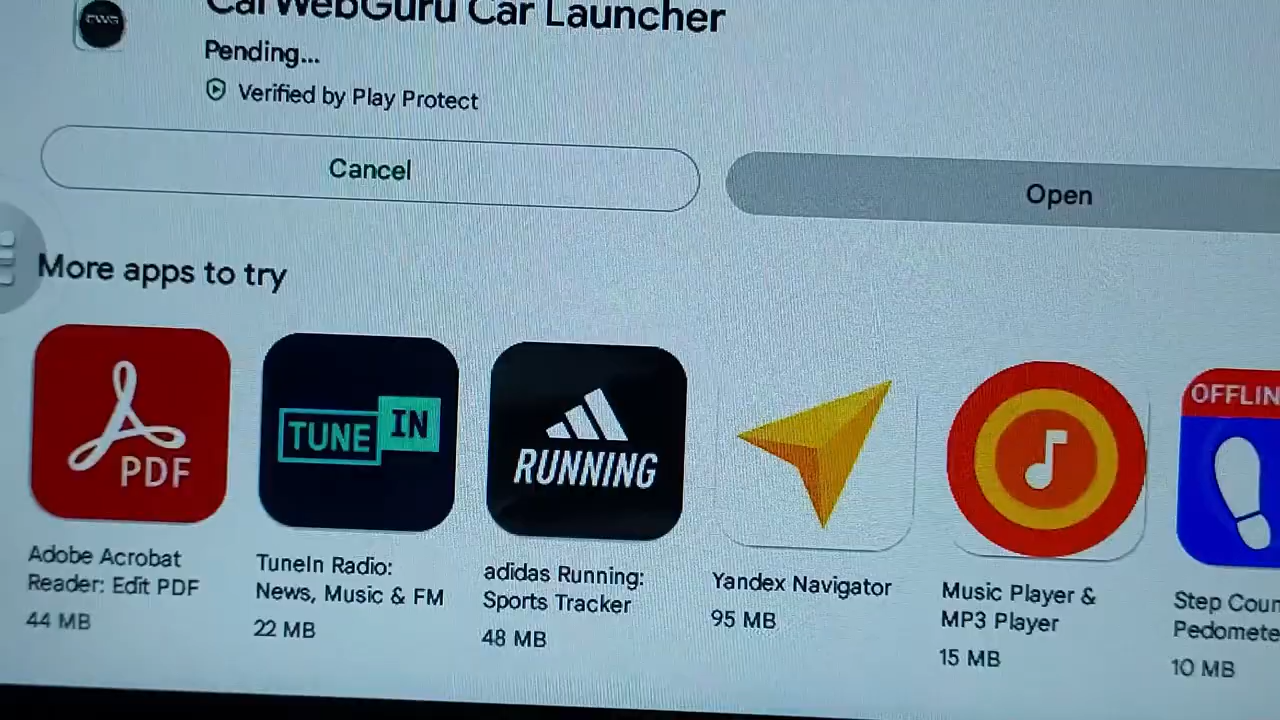 CWG
CarWebGuru Car Launcher
Pending...
Verified by Play Protect
Cancel
Open
More apps to try
PDF
TUNE IN
RUNNING
OFFLIN
Adobe Acrobat
Reader: Edit PDF
44 MB
TuneIn Radio:
News, Music & FM
22 MB
adidas Running:
Sports Tracker
48 MB
Yandex Navigator
95 MB
Music Player &
MP3 Player
15 MB
Step Coun
Pedomete
10 MB